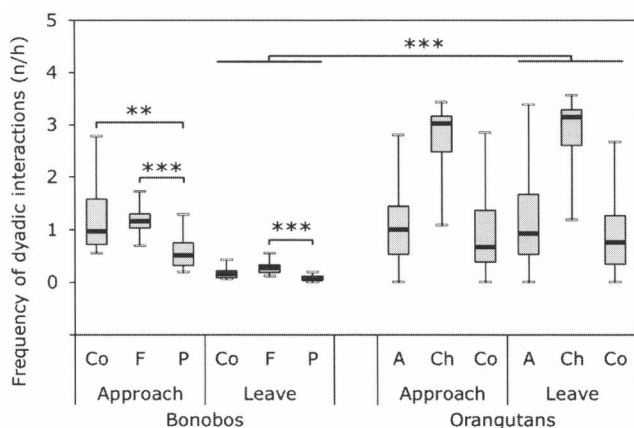 Frequency of dyadic interactions (n/h)
5
***
4
**
3
***
2
***
1
0
Co F P Co F P A Ch Co A Ch Co
Approach Leave Approach Leave
Bonobos Orangutans